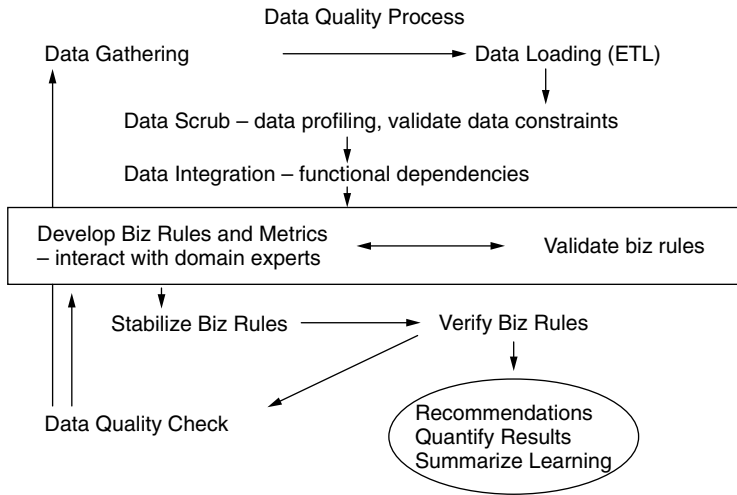 Data Quality Process
Data Gathering
Data Loading (ETL)
Data Scrub – data profiling, validate data constraints
Data Integration – functional dependencies
Develop Biz Rules and Metrics
– interact with domain experts
Validate biz rules
Stabilize Biz Rules
Verify Biz Rules
Data Quality Check
Recommendations
Quantify Results
Summarize Learning